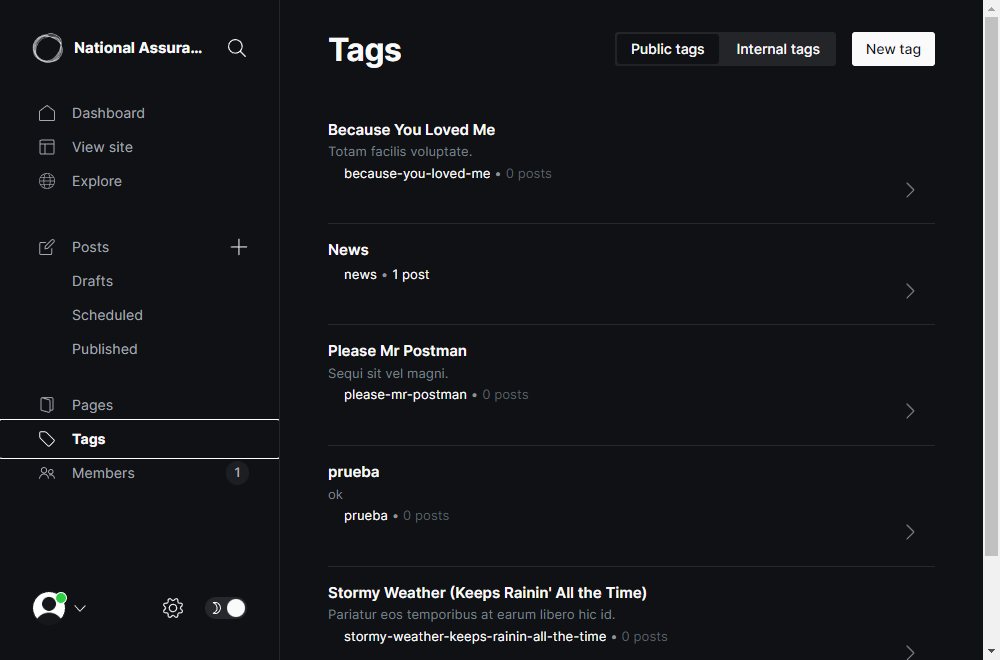 National Assura...
Dashboard
View site
Explore
Posts
Drafts
Scheduled
Published
Pages
Tags
Members
1
Tags
Public tags
Internal tags
New tag
Because You Loved Me
Totam facilis voluptate.
because-you-loved-me • 0 posts
News
news • 1 post
Please Mr Postman
Sequi sit vel magni.
please-mr-postman • 0 posts
prueba
ok
prueba • 0 posts
Stormy Weather (Keeps Rainin' All the Time)
Pariatur eos temporibus at earum libero hic id.
stormy-weather-keeps-rainin-all-the-time • 0 posts